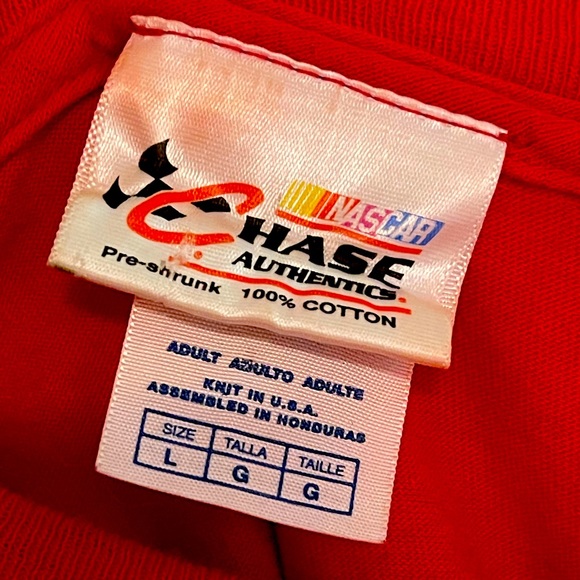 NASCAR
CHASE
AUTHENTICS
Pre-shrunk 100% COTTON
ADULT ADULTO ADULTE
KNIT IN U.S.A.
ASSEMBLED IN HONDURAS
SIZE TALLA TAILLE
L G G